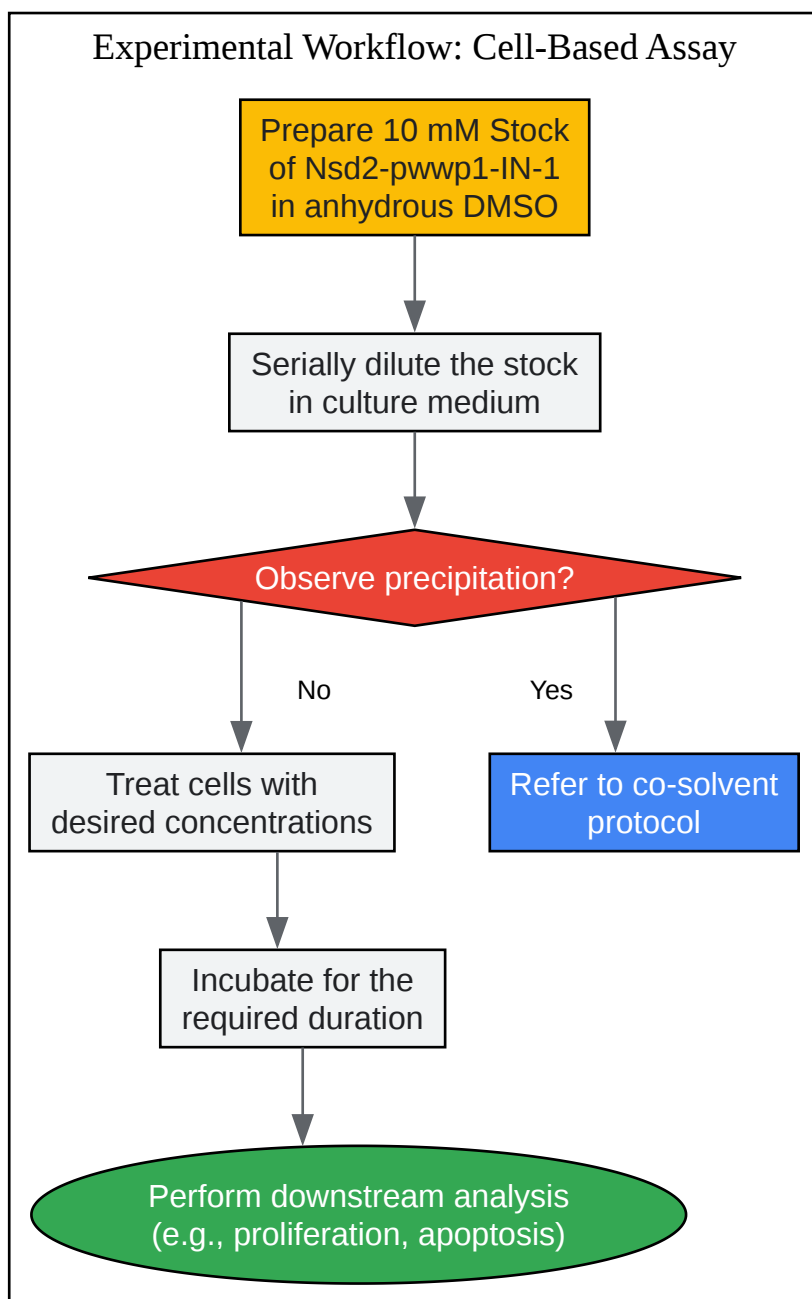 Experimental Workflow: Cell-Based Assay
Prepare 10 mM Stock
of Nsd2-pwwp1-IN-1
in anhydrous DMSO
Serially dilute the stock
in culture medium
Observe precipitation?
No
Yes
Treat cells with
desired concentrations
Refer to co-solvent
protocol
Incubate for the
required duration
Perform downstream analysis
(e.g., proliferation, apoptosis)